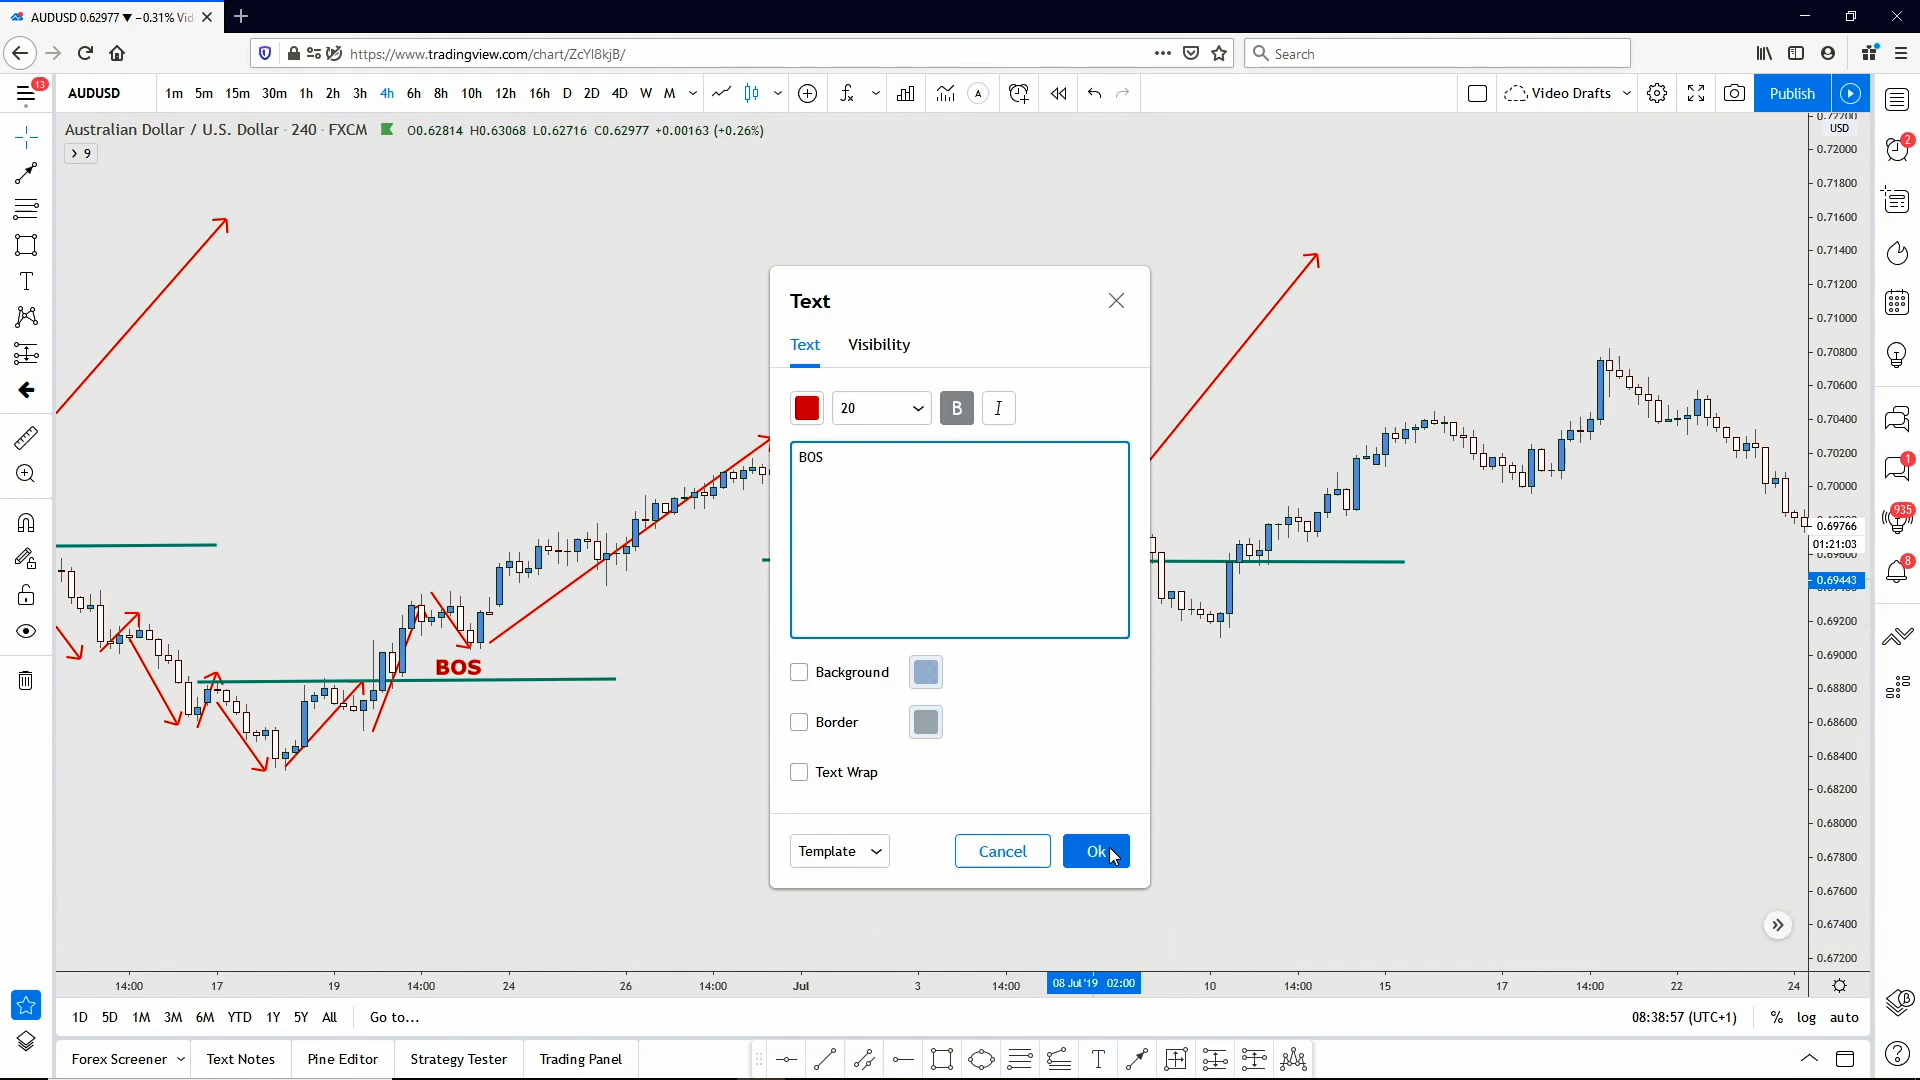 AUDUSD 0.62977 ▼ −0.31% Vid
https://www.tradingview.com/chart/ZcYl8kjB/
Search
13
AUDUSD
1m 5m 15m 30m 1h 2h 3h 4h 6h 8h 10h 12h 16h D 2D 4D W M
Video Drafts
Publish
Australian Dollar / U.S. Dollar · 240 · FXCM
O0.62814 H0.63068 L0.62716 C0.62977 +0.00163 (+0.26%)
9
USD
0.72000
0.71800
0.71600
0.71400
0.71200
0.71000
0.70800
0.70600
0.70400
0.70200
0.70000
0.69766
01:21:03
0.69443
0.69200
0.69000
0.68800
0.68600
0.68400
0.68200
0.68000
0.67800
0.67600
0.67400
0.67200
2
1
935
8
BOS
Text
Text Visibility
20
B
I
BOS
Background
Border
Text Wrap
Template
Cancel
Ok
14:00 17 19 14:00 24 26 14:00 Jul 3 14:00 08 Jul '19 02:00 10 14:00 15 17 14:00 22 24
1D 5D 1M 3M 6M YTD 1Y 5Y All Go to...
08:38:57 (UTC+1) % log auto
Forex Screener Text Notes Pine Editor Strategy Tester Trading Panel